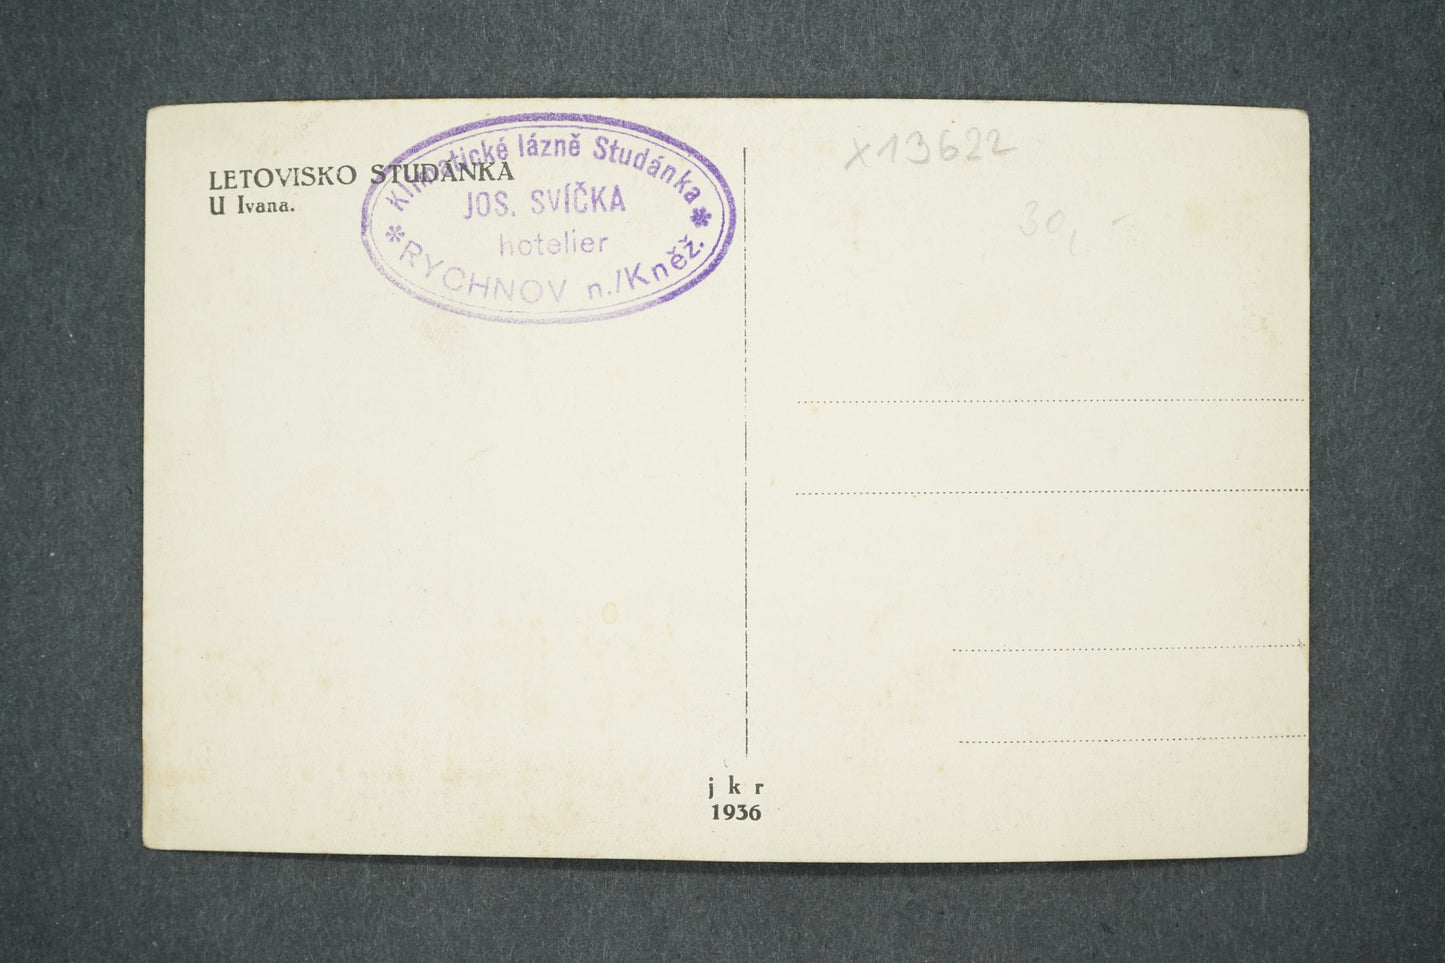 LETOVISKO STUDÁNKA
U Ivana.
Klimatické lázně Studánka
JOS. SVÍČKA
hotelier
* RYCHNOV n./Kněž. *
x13622
30,-
j k r
1936